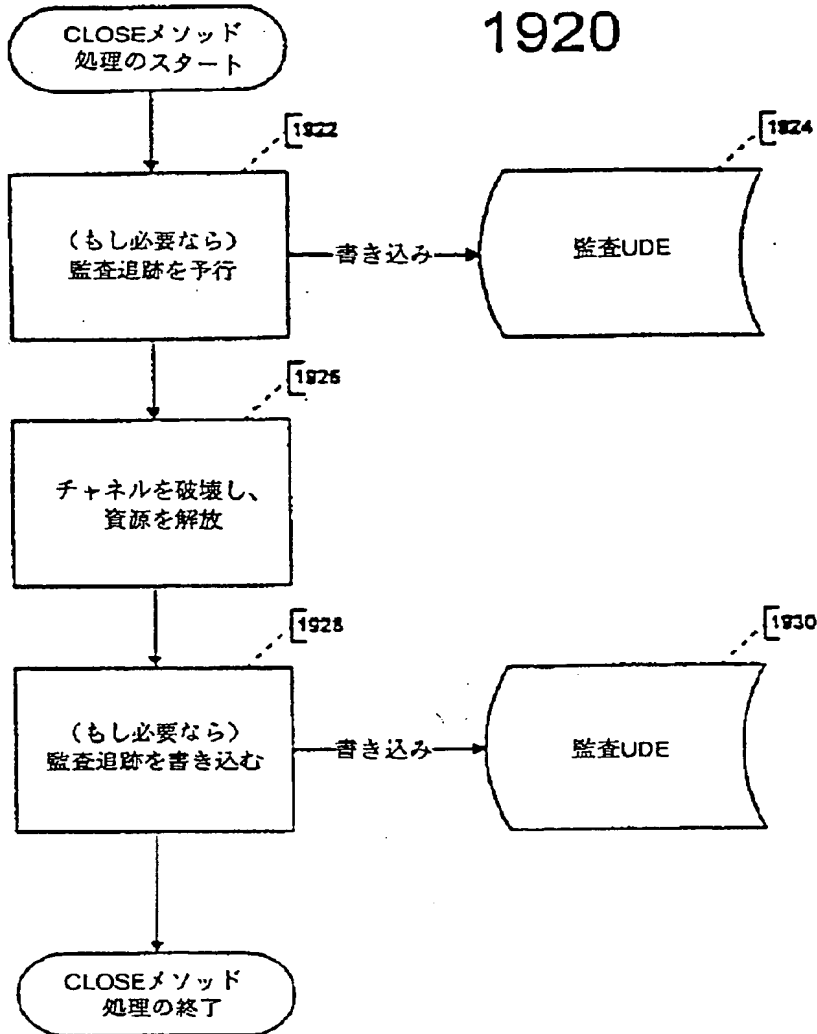 1920
CLOSEメソッド
処理のスタート
1922
(もし必要なら)
監査追跡を予行
書き込み
1924
監査UDE
1926
チャネルを破壊し、
資源を解放
1928
(もし必要なら)
監査追跡を書き込む
書き込み
1930
監査UDE
CLOSEメソッド
処理の終了